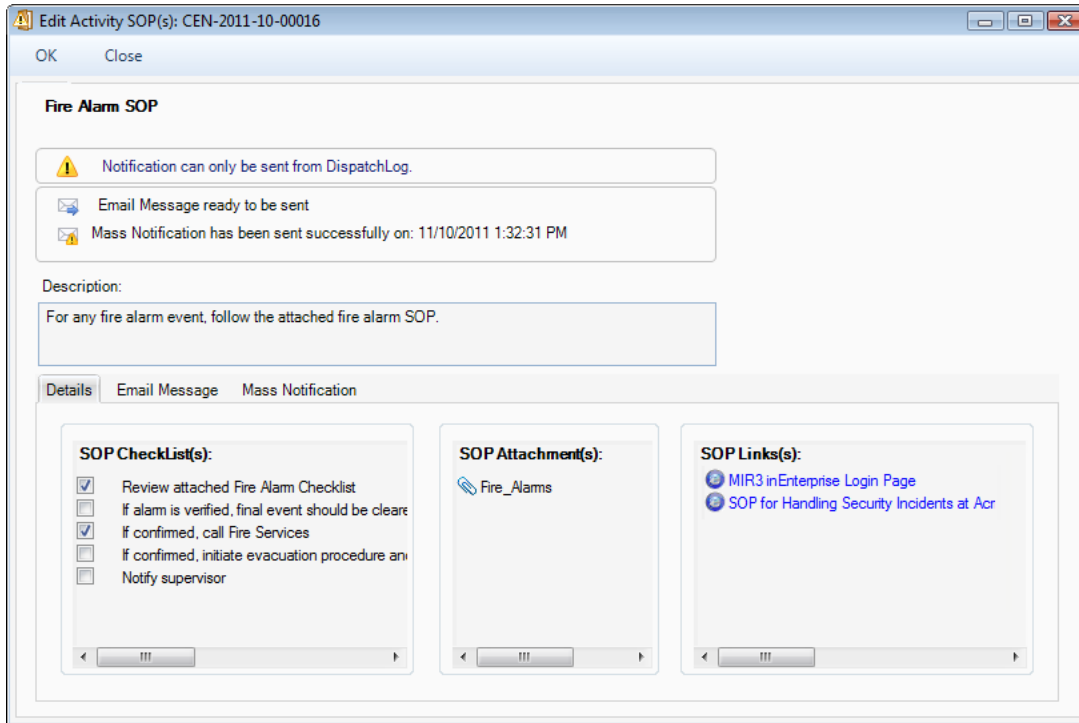 Edit Activity SOP(s): CEN-2011-10-00016
OK Close
Fire Alarm SOP
Notification can only be sent from DispatchLog.
Email Message ready to be sent
Mass Notification has been sent successfully on: 11/10/2011 1:32:31 PM
Description:
For any fire alarm event, follow the attached fire alarm SOP.
Details Email Message Mass Notification
SOP CheckList(s):
Review attached Fire Alarm Checklist
If alarm is verified, final event should be cleare
If confirmed, call Fire Services
If confirmed, initiate evacuation procedure and
Notify supervisor
SOP Attachment(s):
Fire_Alarms
SOP Links(s):
MIR3 inEnterprise Login Page
SOP for Handling Security Incidents at Acr